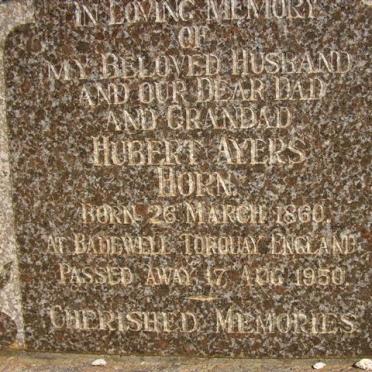 IN LOVING MEMORY
OF
MY BELOVED HUSBAND
AND OUR DEAR DAD
AND GRANDAD
HUBERT AYERS
HORN.
BORN 26 MARCH 1860.
AT BADEWELL TORQUAY ENGLAND.
PASSED AWAY 17 AUG 1950.
CHERISHED MEMORIES